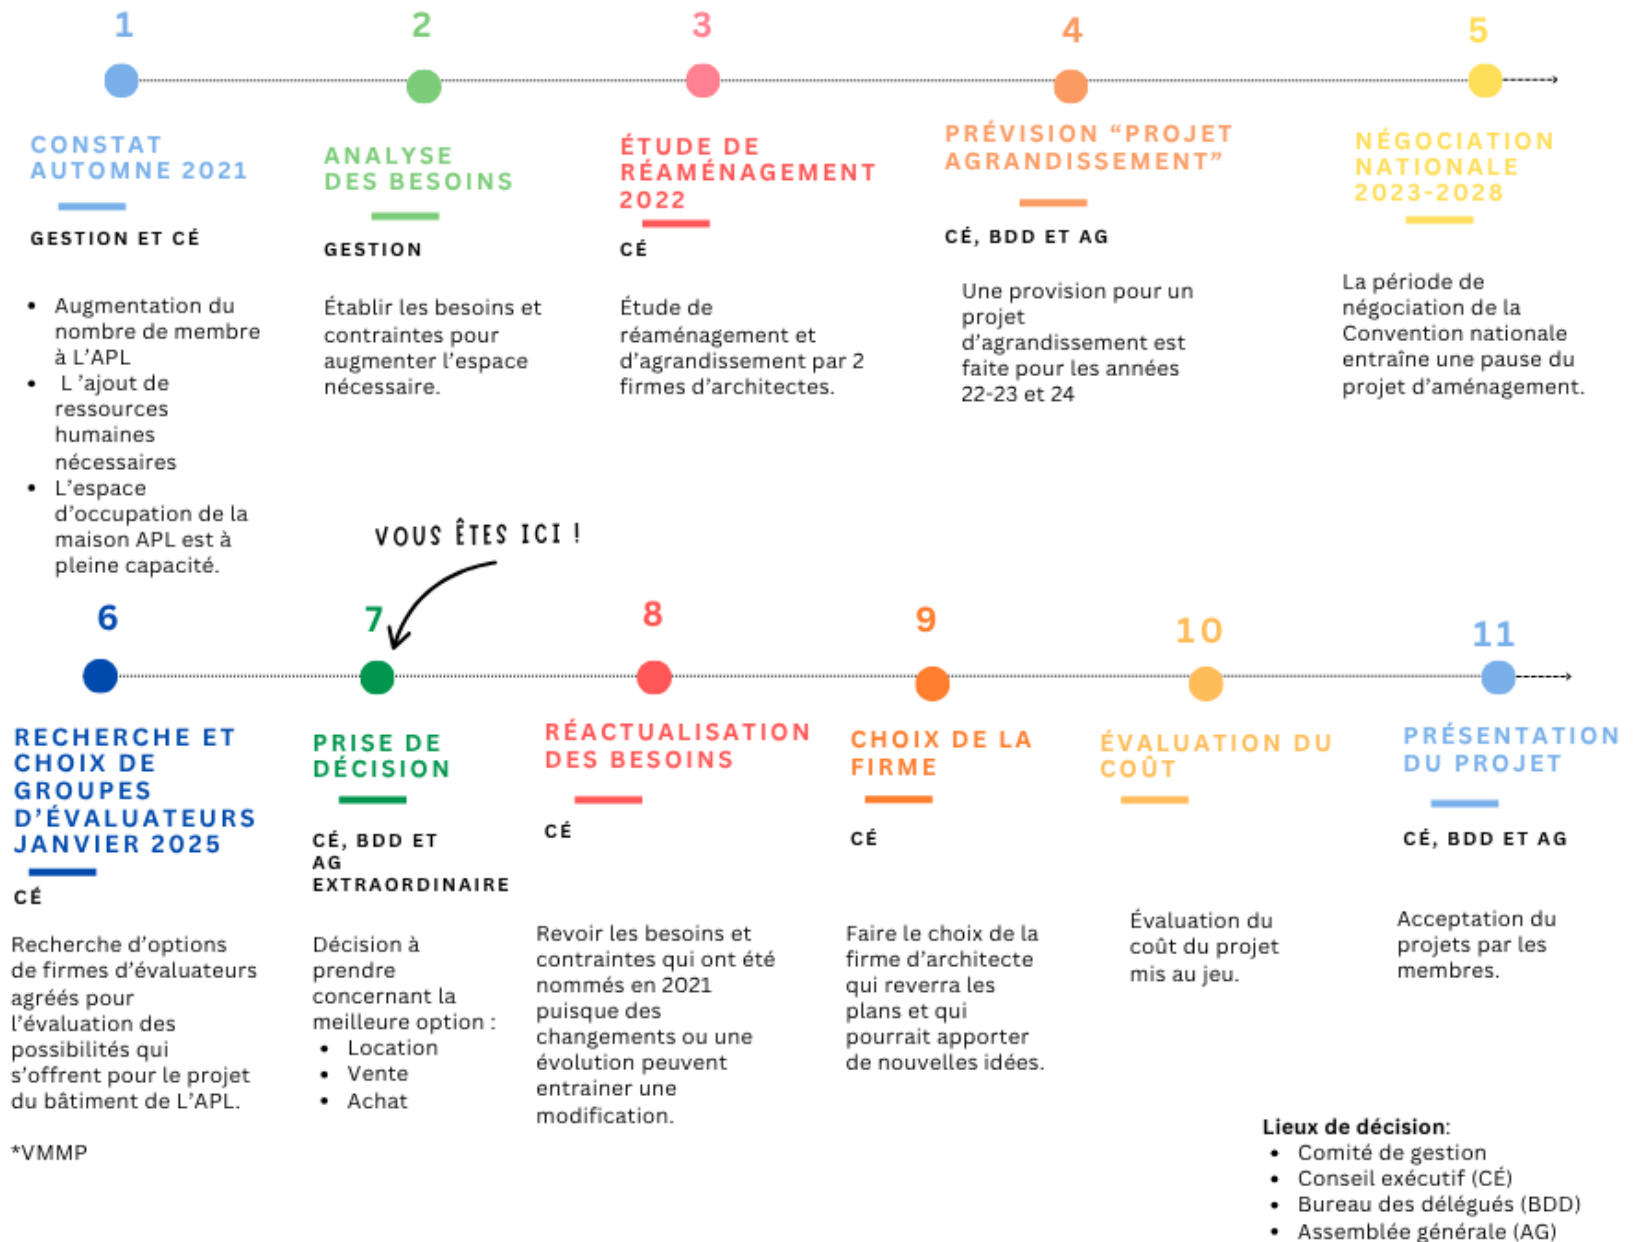 1
CONSTAT
AUTOMNE 2021
GESTION ET CÉ
• Augmentation du
nombre de membre
à L'APL
• L 'ajout de
ressources
humaines
nécessaires
• L'espace
d'occupation de la
maison APL est à
pleine capacité.
2
ANALYSE
DES BESOINS
GESTION
Établir les besoins et
contraintes pour
augmenter l'espace
nécessaire.
3
ÉTUDE DE
RÉAMÉNAGEMENT
2022
CÉ
Étude de
réaménagement et
d'agrandissement par 2
firmes d'architectes.
4
PRÉVISION “PROJET
AGRANDISSEMENT”
CÉ, BDD ET AG
Une provision pour un
projet
d'agrandissement est
faite pour les années
22-23 et 24
5
NÉGOCIATION
NATIONALE
2023-2028
La période de
négociation de la
Convention nationale
entraîne une pause du
projet d'aménagement.
VOUS ÊTES ICI !
6
RECHERCHE ET
CHOIX DE
GROUPES
D'ÉVALUATEURS
JANVIER 2025
CÉ
Recherche d'options
de firmes d'évaluateurs
agréés pour
l'évaluation des
possibilités qui
s'offrent pour le projet
du bâtiment de L'APL.
*VMMP
7
PRISE DE
DÉCISION
CÉ, BDD ET
AG
EXTRAORDINAIRE
Décision à
prendre
concernant la
meilleure option :
• Location
• Vente
• Achat
8
RÉACTUALISATION
DES BESOINS
CÉ
Revoir les besoins et
contraintes qui ont été
nommés en 2021
puisque des
changements ou une
évolution peuvent
entrainer une
modification.
9
CHOIX DE LA
FIRME
CÉ
Faire le choix de la
firme d'architecte
qui reverra les
plans et qui
pourrait apporter
de nouvelles idées.
10
ÉVALUATION DU
COÛT
Évaluation du
coût du projet
mis au jeu.
11
PRÉSENTATION
DU PROJET
CÉ, BDD ET AG
Acceptation du
projets par les
membres.
Lieux de décision:
• Comité de gestion
• Conseil exécutif (CÉ)
• Bureau des délégués (BDD)
• Assemblée générale (AG)